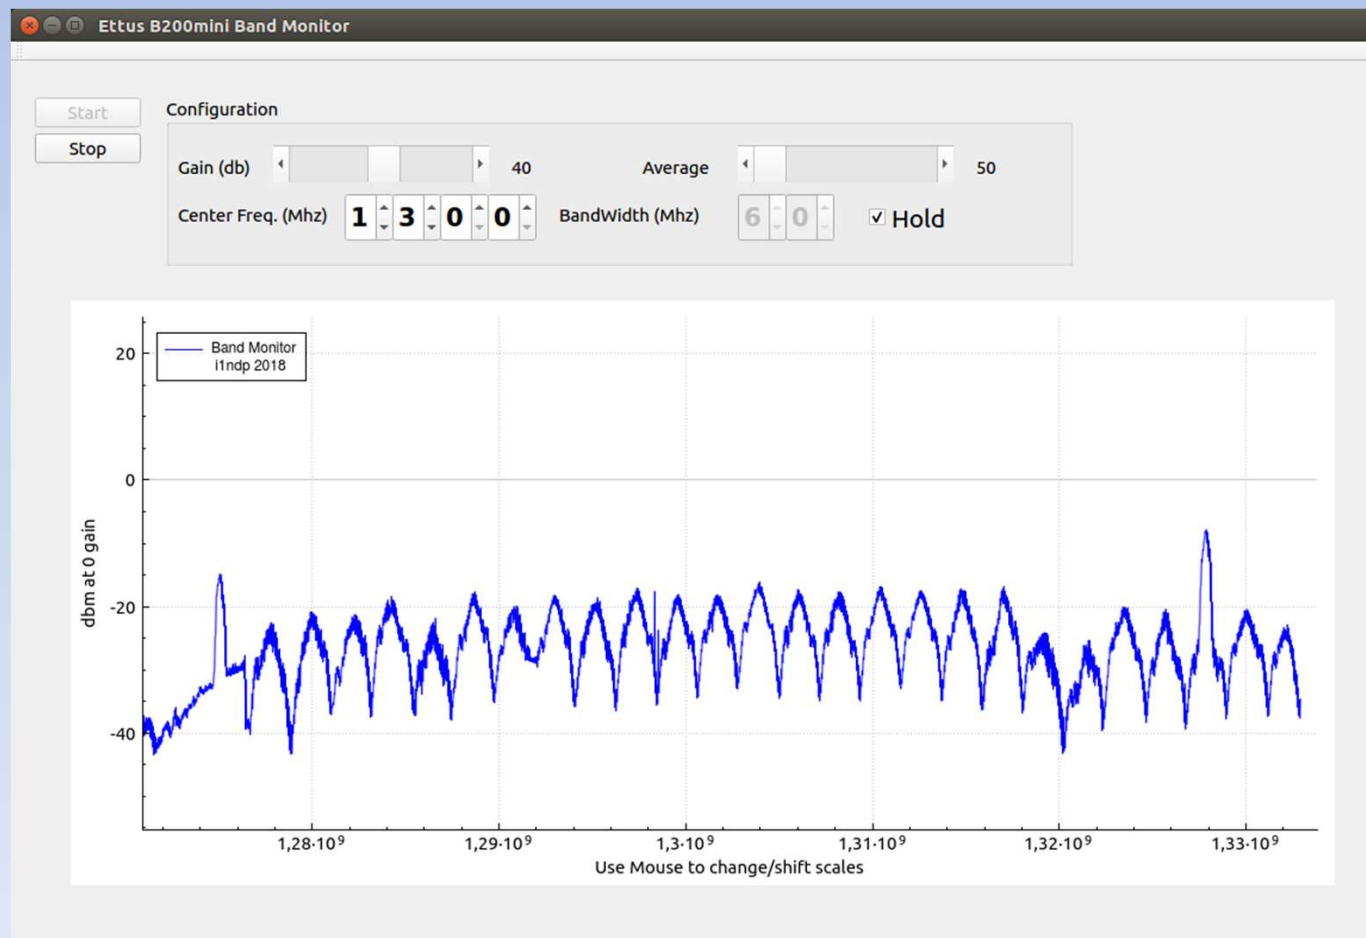 Ettus B200mini Band Monitor
Start
Configuration
Stop
Gain (db) 40 Average 50
Center Freq. (Mhz) 1 3 0 0 BandWidth (Mhz) 6 0 Hold
Band Monitor
i1ndp 2018
20
0
-20
-40
dbm at 0 gain
1,28·10⁹ 1,29·10⁹ 1,3·10⁹ 1,31·10⁹ 1,32·10⁹ 1,33·10⁹
Use Mouse to change/shift scales